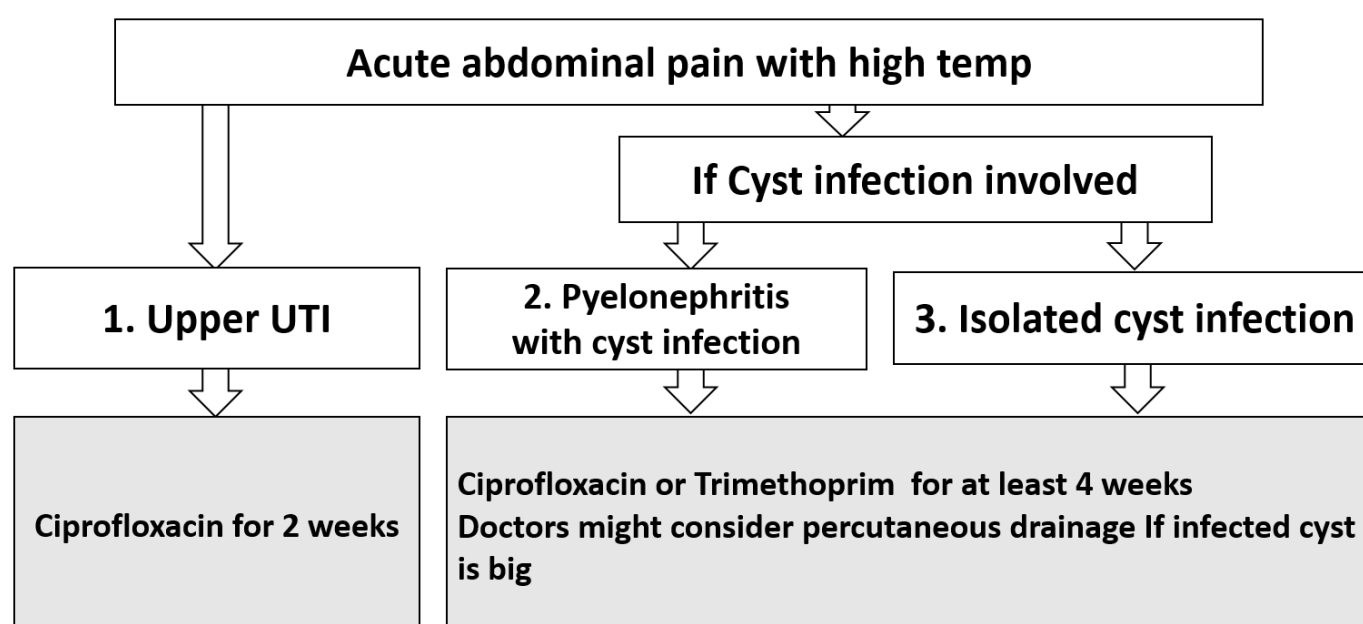 Acute abdominal pain with high temp
If Cyst infection involved
1. Upper UTI
2. Pyelonephritis
with cyst infection
3. Isolated cyst infection
Ciprofloxacin for 2 weeks
Ciprofloxacin or Trimethoprim for at least 4 weeks
Doctors might consider percutaneous drainage If infected cyst
is big